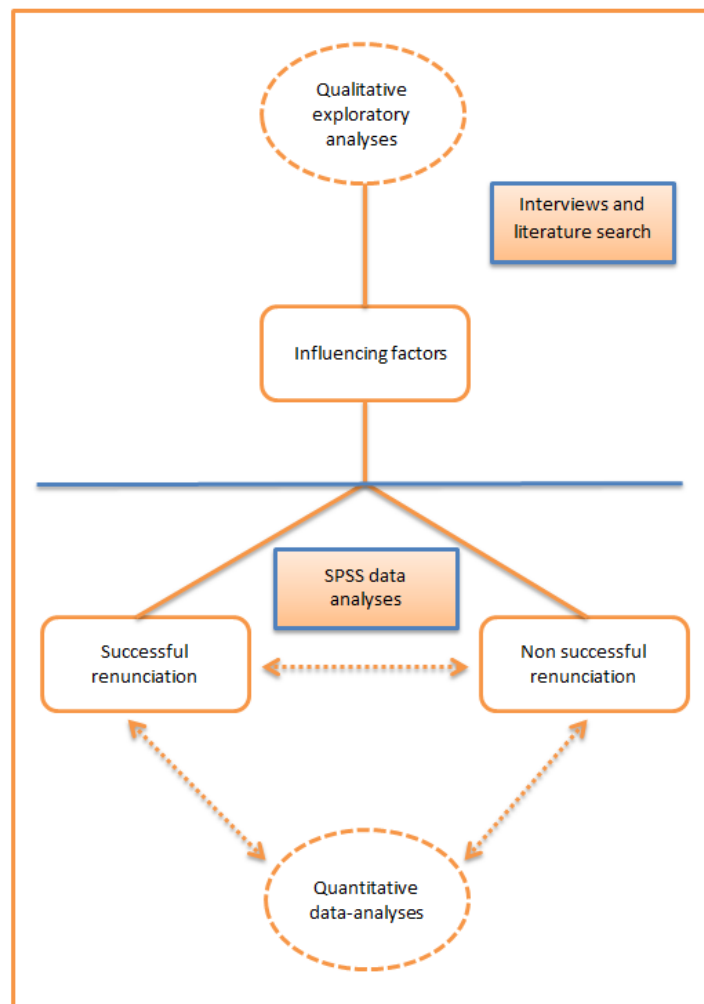 Qualitative
exploratory
analyses
Interviews and
literature search
Influencing factors
SPSS data
analyses
Successful
renunciation
Non successful
renunciation
Quantitative
data-analyses